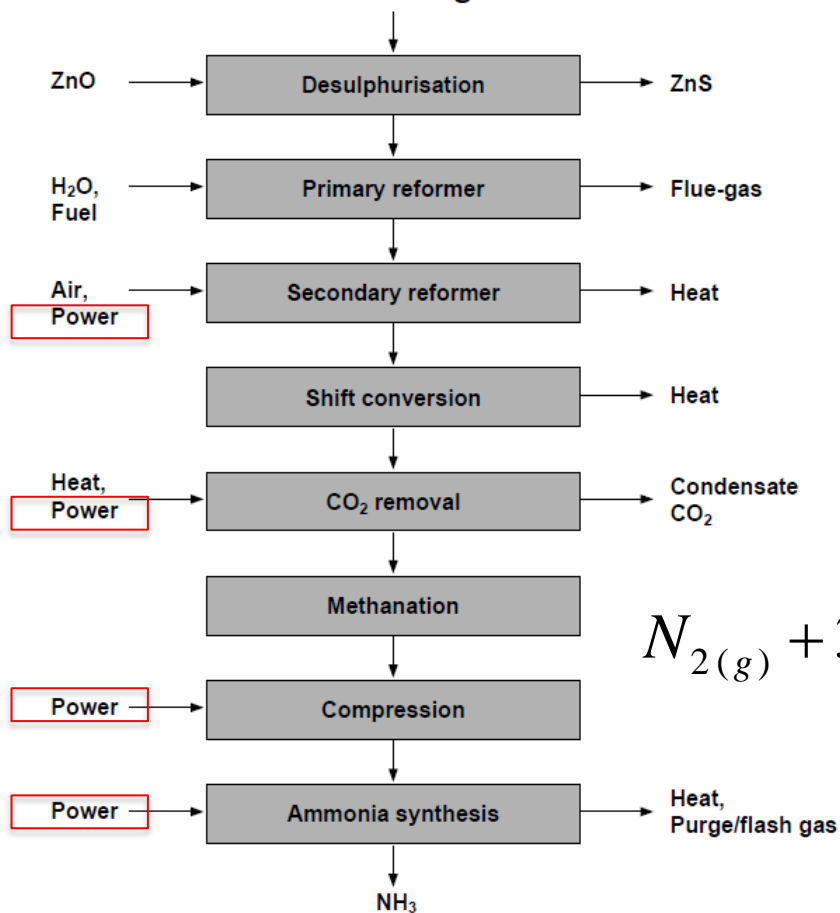 ZnO Desulphurisation ZnS
H₂O, Primary reformer Flue-gas
Fuel
Air, Secondary reformer Heat
Power
Shift conversion Heat
Heat, CO₂ removal Condensate
Power CO₂
Methanation
N₂(g) +
Power Compression
Power Ammonia synthesis Heat,
Purge/flash gas
NH₃